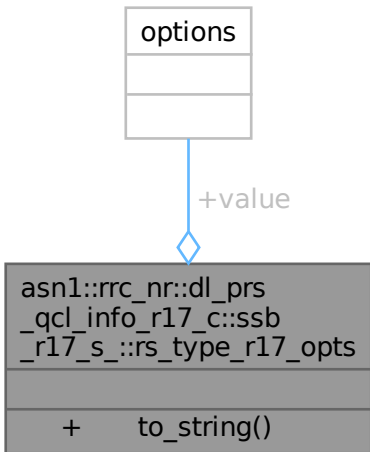 options
+value
asn1::rrc_nr::dl_prs
_qcl_info_r17_c::ssb
_r17_s_::rs_type_r17_opts
+ to_string()